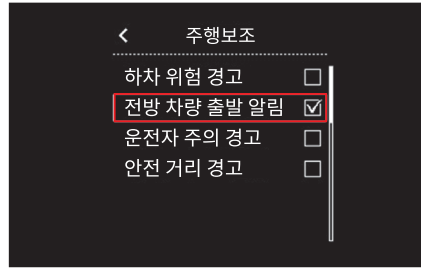 주행보조
하차 위험 경고
전방 차량 출발 알림
운전자 주의 경고
안전 거리 경고